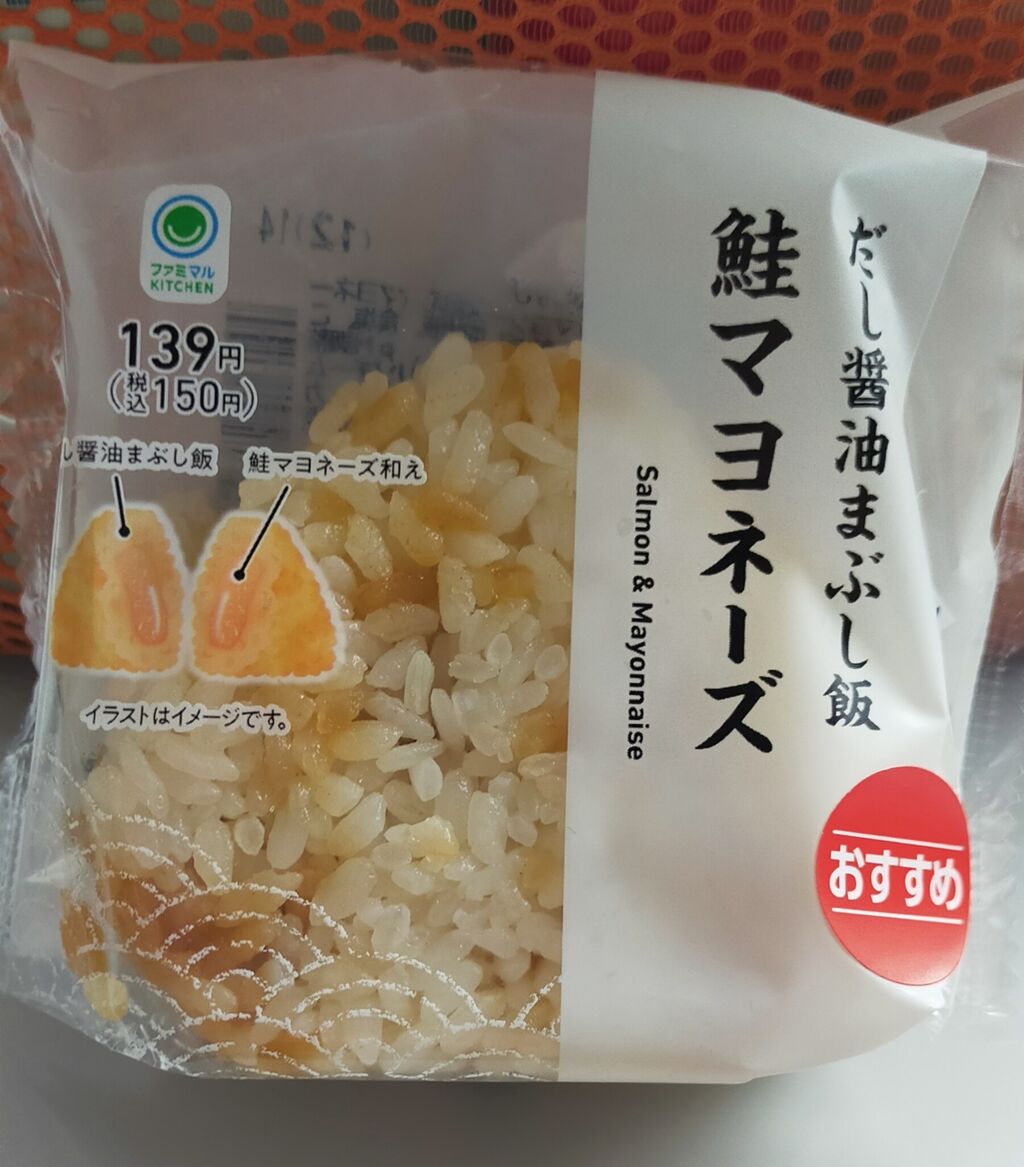 ファミマル
KITCHEN
139円
(税込150円)
し醤油まぶし飯
鮭マヨネーズ和え
イラストはイメージです。
だし醤油まぶし飯
鮭マヨネーズ
Salmon & Mayonnaise
おすすめ